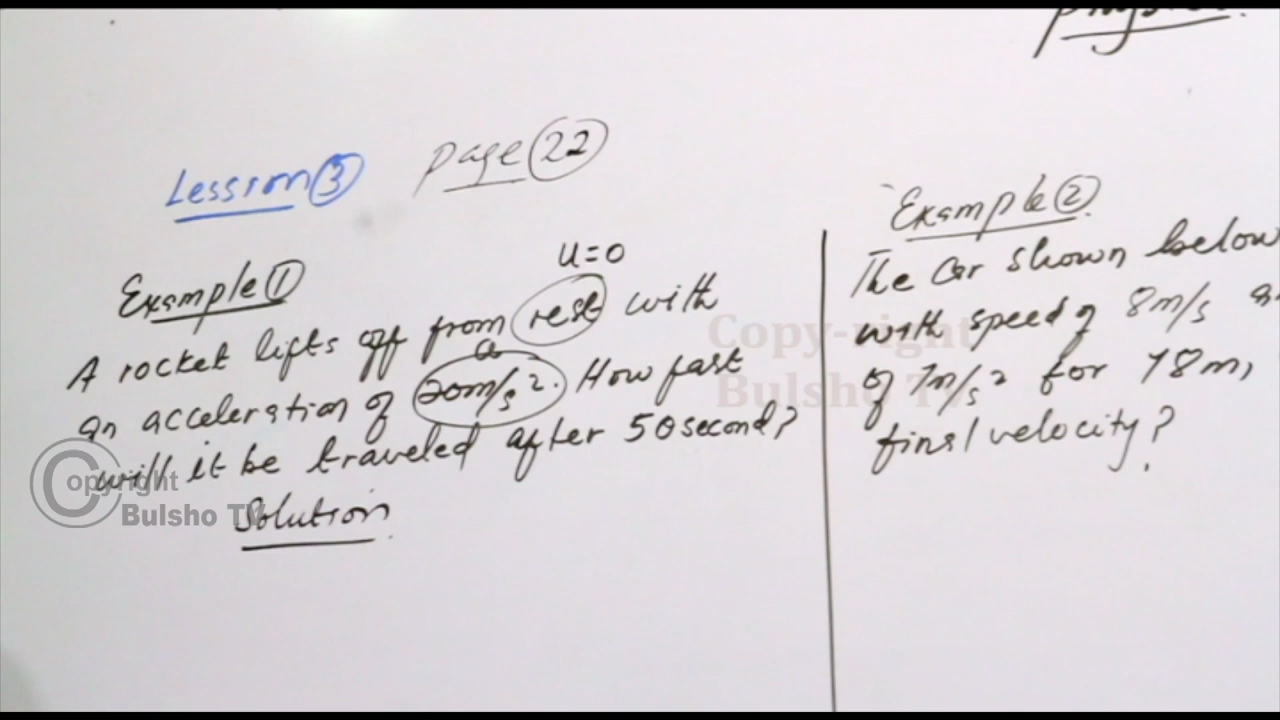 physics.
Lession ③ page ㉒
Example ①
u=0
A rocket lifts off from rest with
a
an acceleration of 20m/s². How fast
will it be traveled after 50second?
Solution
Example ②
The Car shown below
with speed of 8m/s
of 7m/s² for 18m,
final velocity?
Copy-right
Bulsho Tv
Copyright
Bulsho Tv